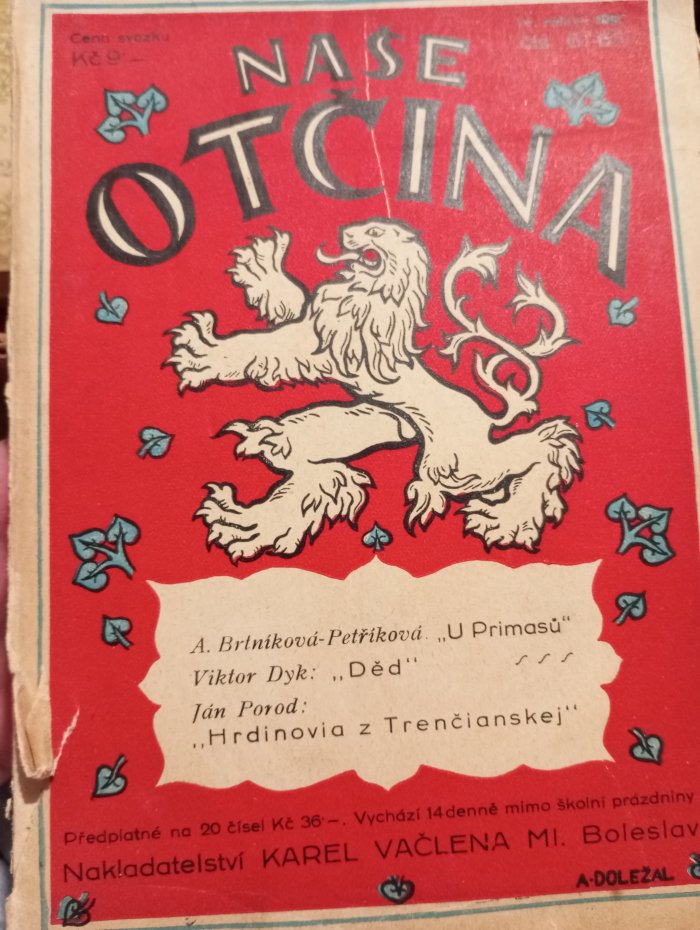 Cena svazku
Kč 9·—
NAŠE
OTČINA
A. Brtníková-Petříková: „U Primasů“
Viktor Dyk: „Děd“
Ján Porod:
„Hrdinovia z Trenčianskej“
Předplatné na 20 čísel Kč 36·—. Vychází 14denně mimo školní prázdniny
Nakladatelství KAREL VAČLENA Ml. Boleslav
A·DOLEŽAL